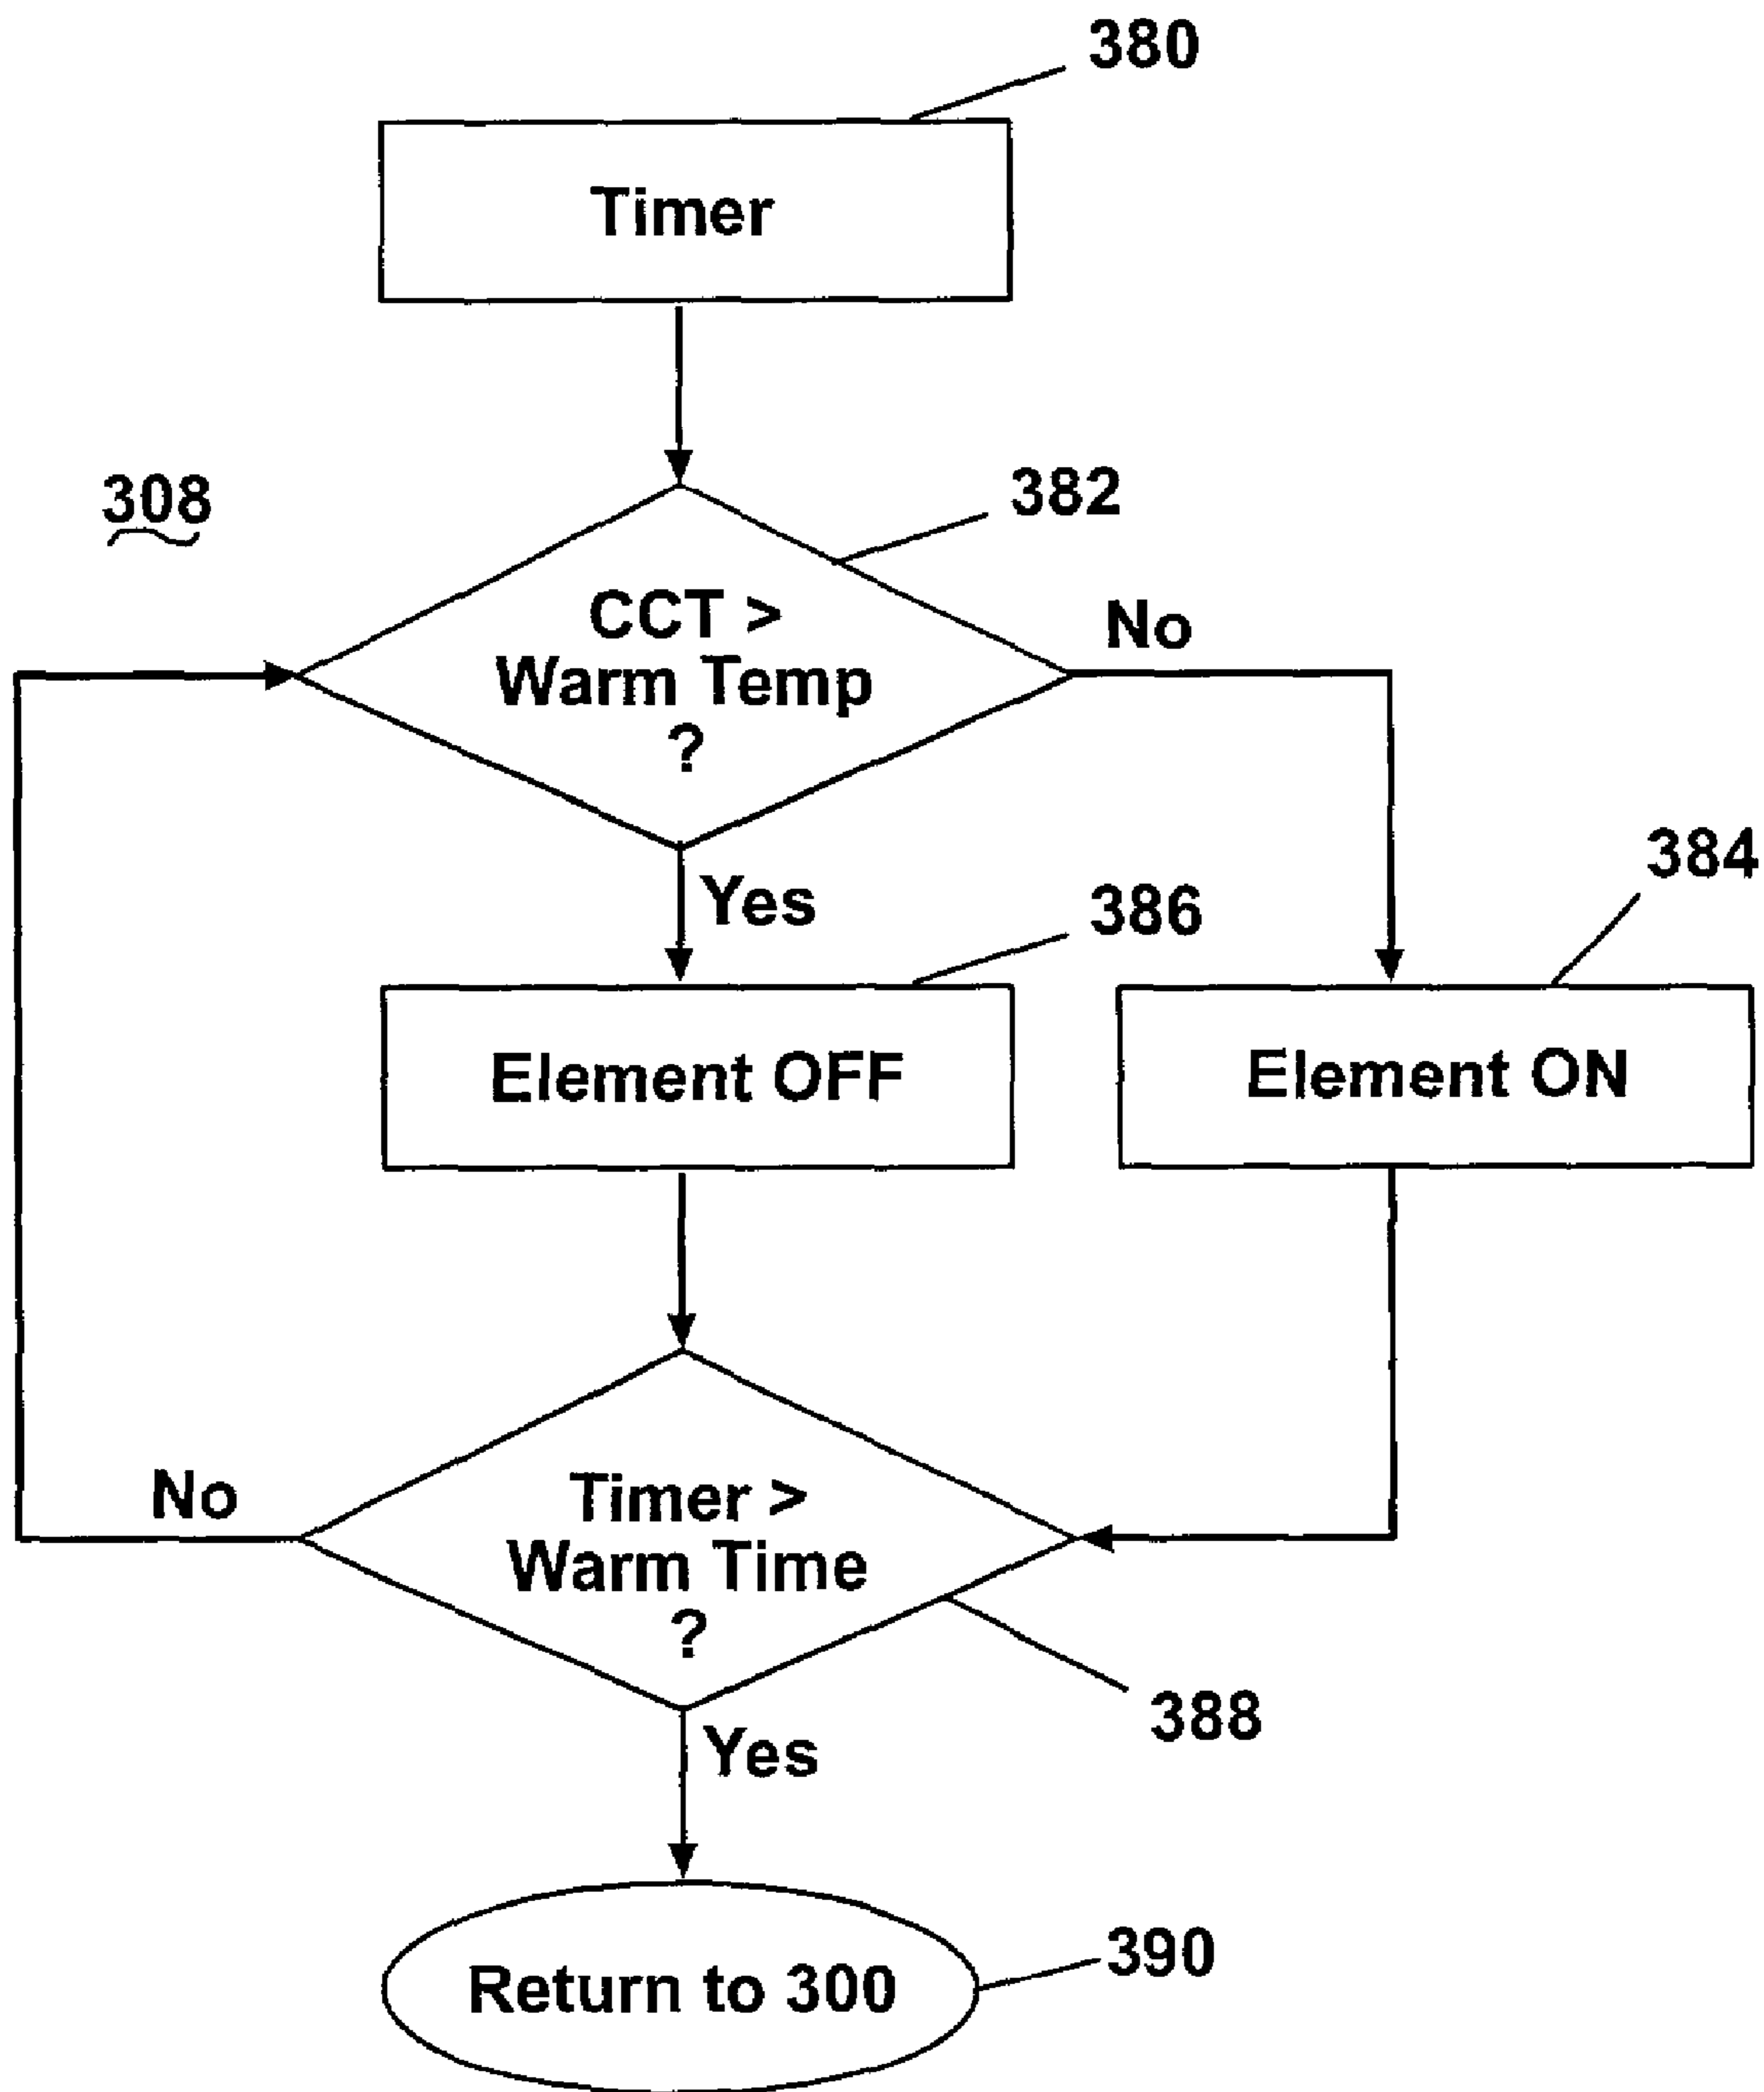 380
Timer
308
382
CCT >
Warm Temp
?
No
Yes
384
386
Element OFF
Element ON
No
Timer >
Warm Time
?
388
Yes
390
Return to 300